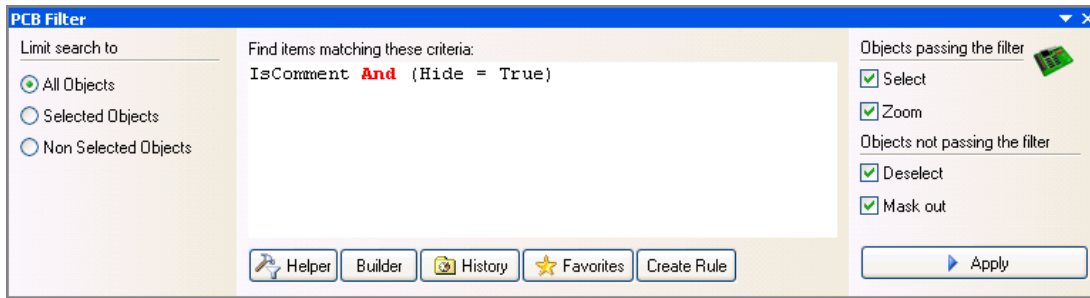 PCB Filter
Limit search to
All Objects
Selected Objects
Non Selected Objects
Find items matching these criteria:
IsComment And (Hide = True)
Helper
Builder
History
Favorites
Create Rule
Objects passing the filter
Select
Zoom
Objects not passing the filter
Deselect
Mask out
Apply